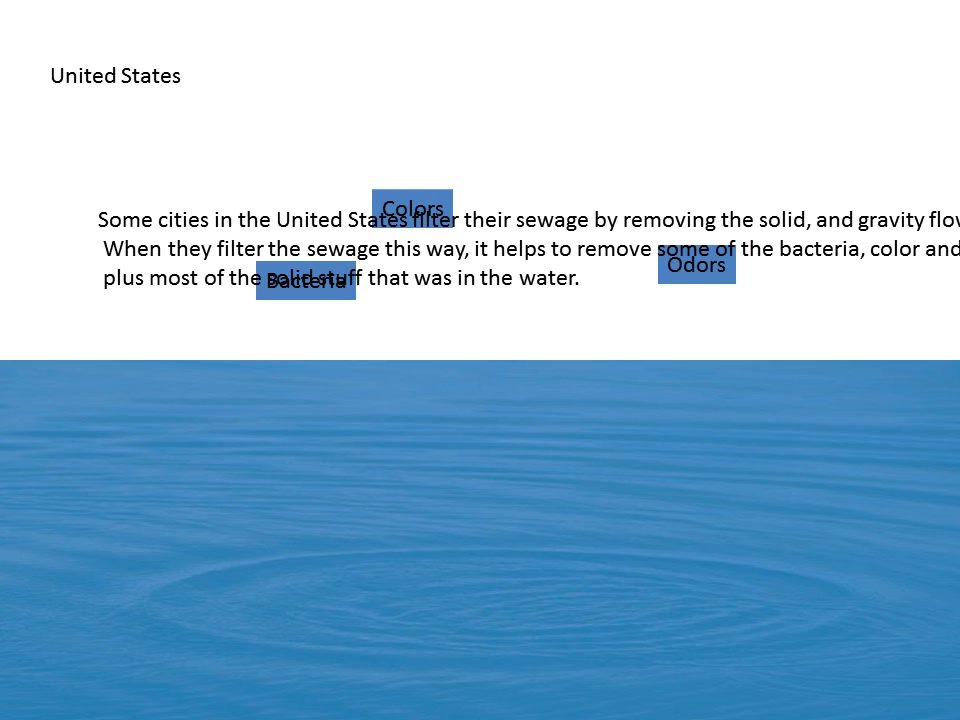 United States
Colors
Some cities in the United States filter their sewage by removing the solid, and gravity
When they filter the sewage this way, it helps to remove some of the bacteria, color and
Odors
plus most of the solid stuff that was in the water.
Bacteria